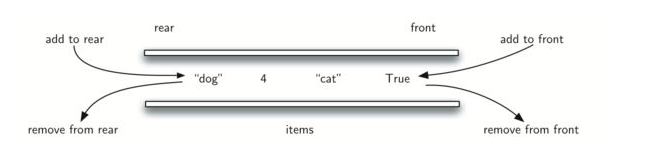 rear front
add to rear add to front
"dog" 4 "cat" True
remove from rear items remove from front